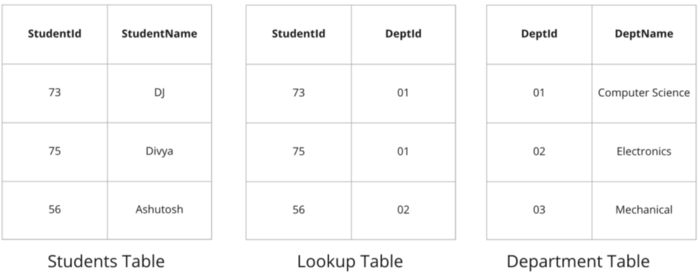 StudentId StudentName StudentId DeptId DeptId DeptName
73 DJ 73 01 01 Computer Science
75 Divya 75 01 02 Electronics
56 Ashutosh 56 02 03 Mechanical
Students Table Lookup Table Department Table